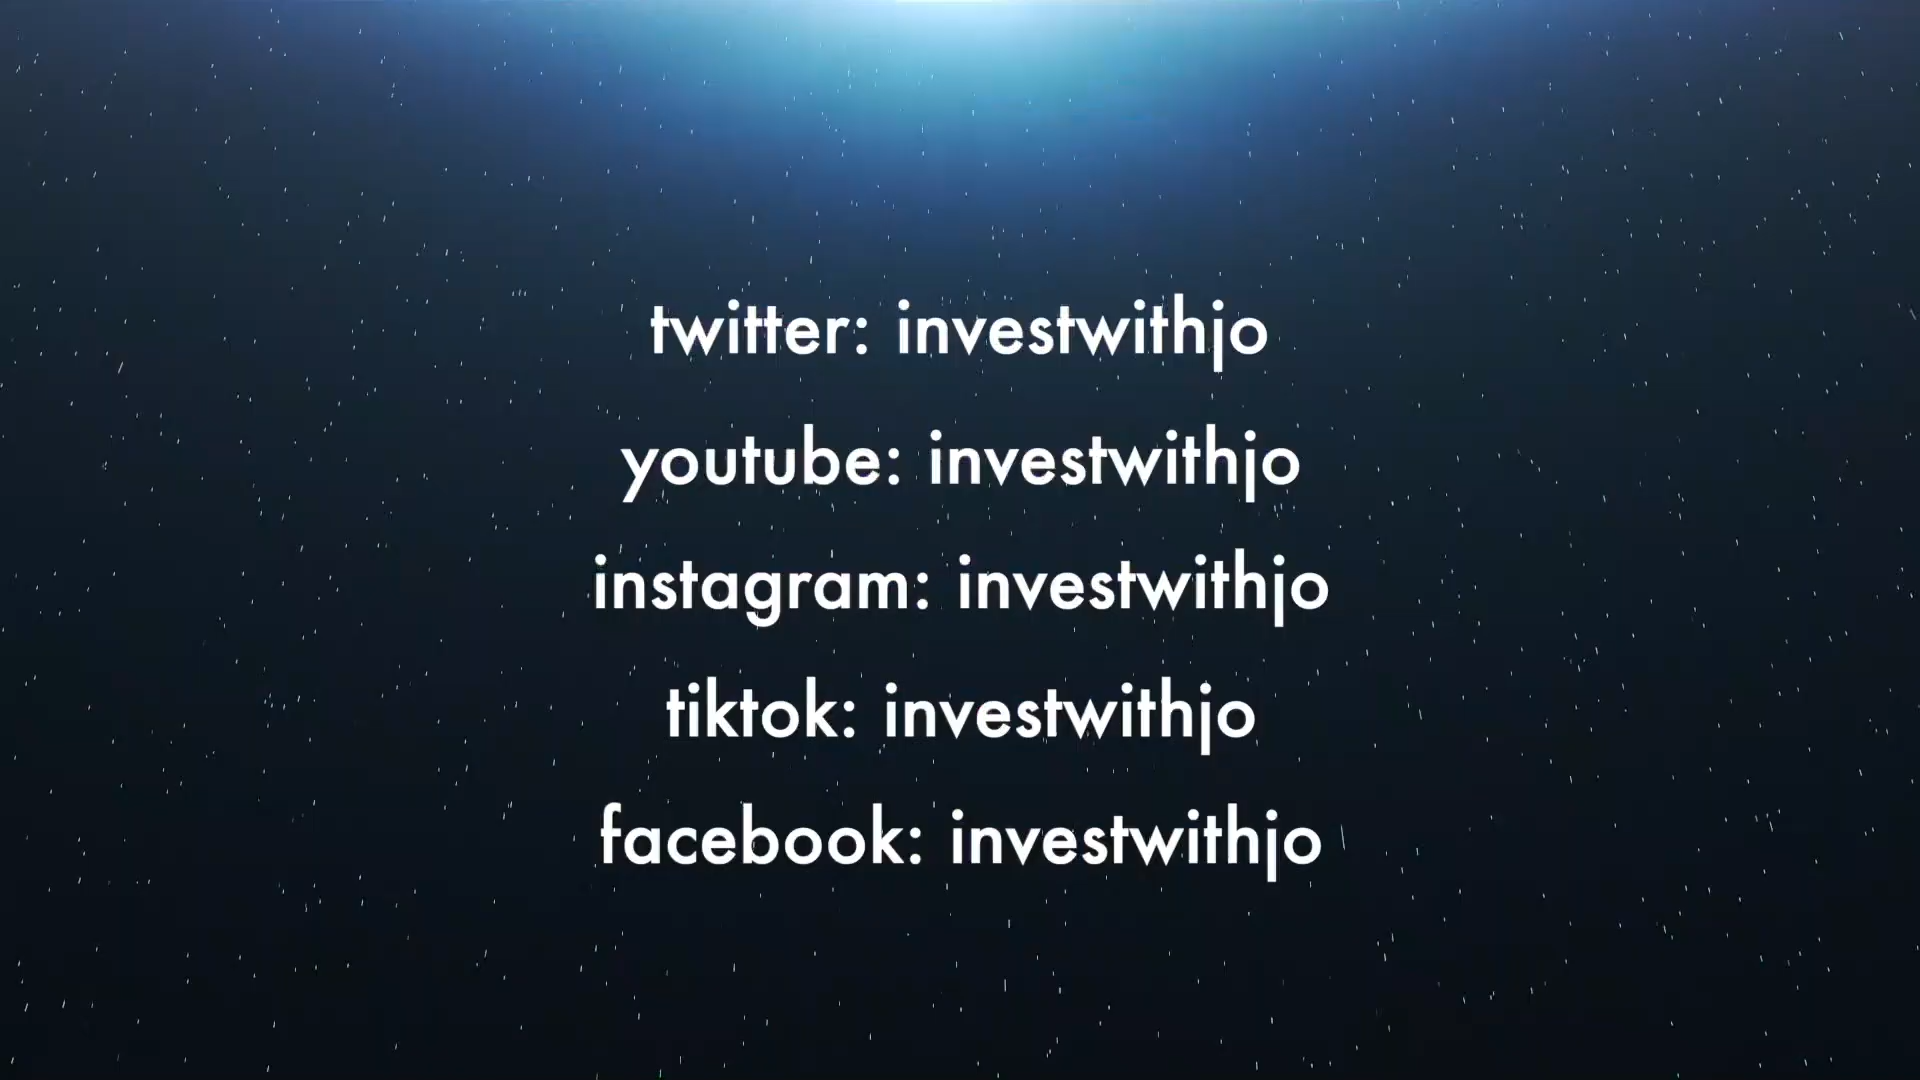 twitter: investwithjo
youtube: investwithjo
instagram: investwithjo
tiktok: investwithjo
facebook: investwithjo